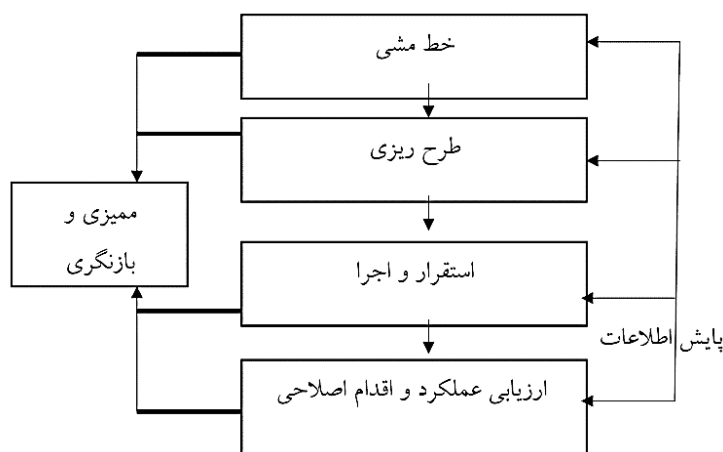 خط مشی
طرح ریزی
ممیزی و
بازنگری
استقرار و اجرا
پایش اطلاعات
ارزیابی عملکرد و اقدام اصلاحی